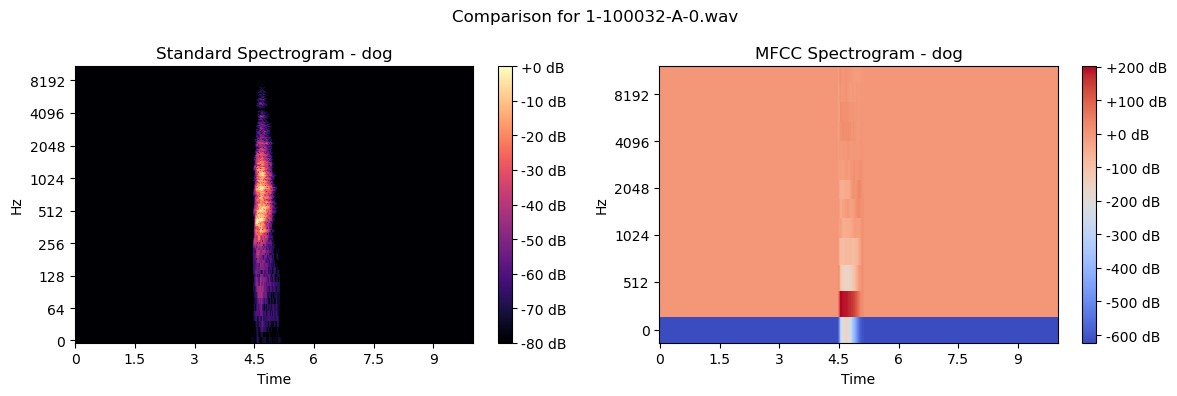 Comparison for 1-100032-A-0.wav
Standard Spectrogram - dog
8192
4096
2048
1024
512
256
128
64
0
Hz
0 1.5 3 4.5 6 7.5 9
Time
+0 dB
-10 dB
-20 dB
-30 dB
-40 dB
-50 dB
-60 dB
-70 dB
-80 dB
MFCC Spectrogram - dog
8192
4096
2048
1024
512
0
Hz
0 1.5 3 4.5 6 7.5 9
Time
+200 dB
+100 dB
+0 dB
-100 dB
-200 dB
-300 dB
-400 dB
-500 dB
-600 dB